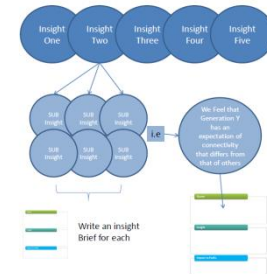 Insight
One
Insight
Two
Insight
Three
Insight
Four
Insight
Five
SUB
Insight
SUB
Insight
SUB
Insight
SUB
Insight
SUB
Insight
SUB
Insight
i.e
We Feel that
Generation Y
has an
expectation of
connectivity
that differs from
that of others
Write an insight
Brief for each